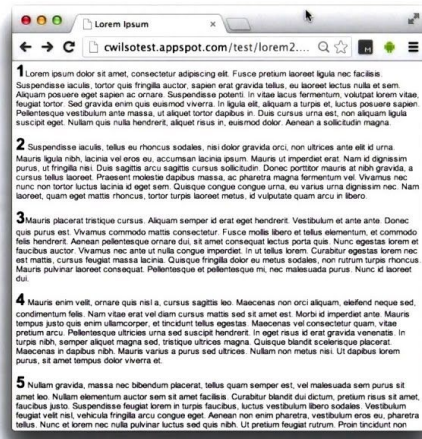 Lorem Ipsum
cwilsotest.appspot.com/test/lorem2....
1 Lorem ipsum dolor sit amet, consectetur adipiscing elit. Fusce pretium laoreet ligula nec facilisis.
Suspendisse iaculis, tortor quis fringilla auctor, sapien erat gravida tellus, eu laoreet lectus nulla et sem.
Aliquam posuere eget sapien ac ornare. Suspendisse potenti. In vitae lacus fermentum, volutpat lorem vitae,
feugiat tortor. Sed gravida enim quis euismod viverra. In ligula elit, aliquam a turpis et, luctus posuere sapien.
Pellentesque vestibulum ante massa, ut aliquet tortor dapibus in. Duis cursus urna est, non aliquam ligula
suscipit eget. Nullam quis nulla hendrerit, aliquet risus in, euismod dolor. Aenean a sollicitudin magna.
2 Suspendisse iaculis, tellus eu rhoncus sodales, nisi dolor gravida orci, non ultrices ante elit id urna.
Mauris ligula nibh, lacinia vel eros eu, accumsan lacinia ipsum. Mauris ut imperdiet erat. Nam id dignissim
purus, ut fringilla nisi. Duis sagittis arcu sagittis cursus sollicitudin. Donec porttitor mauris at nibh gravida, a
cursus tellus laoreet. Praesent molestie dapibus massa, ac pharetra magna fermentum vel. Vivamus nec
nunc non tortor luctus lacinia id eget sem. Quisque congue congue urna, eu varius urna dignissim nec. Nam
laoreet, quam eget mattis rhoncus, tortor turpis laoreet metus, id vulputate quam arcu in libero.
3 Mauris placerat tristique cursus. Aliquam semper id erat eget hendrerit. Vestibulum et ante ante. Donec
quis purus est. Vivamus commodo mattis consectetur. Fusce mollis libero et tellus elementum, et commodo
felis hendrerit. Aenean pellentesque ornare dui, sit amet consequat lectus porta quis. Nunc egestas lorem et
faucibus auctor. Vivamus nec ante ut nulla congue imperdiet. In ut tellus lorem. Curabitur egestas lorem nec
est mattis, cursus feugiat massa lacinia. Quisque fringilla dolor eu metus sodales, non rutrum turpis rhoncus.
Mauris pulvinar laoreet consequat. Pellentesque et pellentesque mi, nec malesuada purus. Nunc id laoreet
dui.
4 Mauris enim velit, ornare quis nisl a, cursus sagittis leo. Maecenas non orci aliquam, eleifend neque sed,
condimentum felis. Nam vitae erat vel diam cursus mattis sed sit amet est. Morbi id imperdiet ante. Mauris
tempus justo quis enim ullamcorper, et tincidunt tellus egestas. Maecenas vel consectetur quam, vitae
pretium arcu. Pellentesque ultricies urna sed suscipit hendrerit. In eget risus id erat gravida venenatis. In
turpis nibh, semper aliquet magna sed, tristique ultrices magna. Quisque blandit scelerisque placerat.
Maecenas in dapibus nibh. Mauris varius a purus sed ultrices. Nullam non metus nisi. Ut dapibus lorem
purus, sit amet tempus dolor viverra et.
5 Nullam gravida, massa nec bibendum placerat, tellus quam semper est, vel malesuada sem purus sit
amet leo. Nullam elementum auctor sem sit amet facilisis. Curabitur blandit dui dictum, pretium risus sit amet,
faucibus justo. Suspendisse feugiat lorem in turpis faucibus, luctus vestibulum libero sodales. Vestibulum
feugiat velit nisl, vehicula fringilla arcu congue eget. Aenean non enim pharetra, vestibulum eros eu, pharetra
tellus. Nunc et lorem nec nulla pulvinar luctus sed quis nibh. Ut pretium feugiat rutrum. Proin tincidunt non